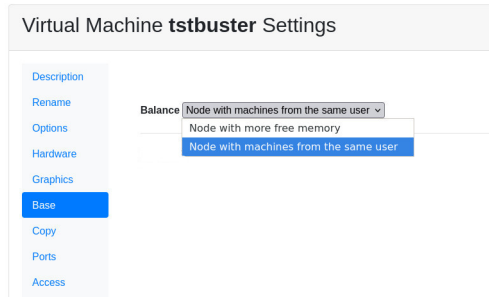 Virtual Machine tstbuster Settings
Description
Rename
Options
Hardware
Graphics
Base
Copy
Ports
Access
Balance Node with machines from the same user
Node with more free memory
Node with machines from the same user